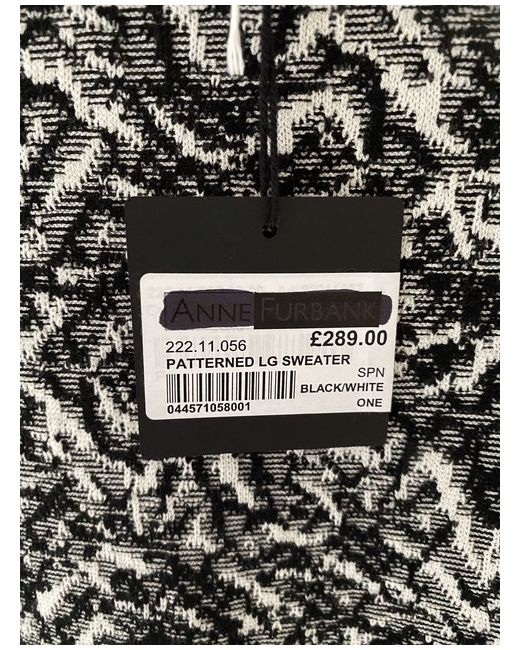 ANNE FURBANK
222.11.056 £289.00
PATTERNED LG SWEATER
SPN
BLACK/WHITE
044571058001 ONE